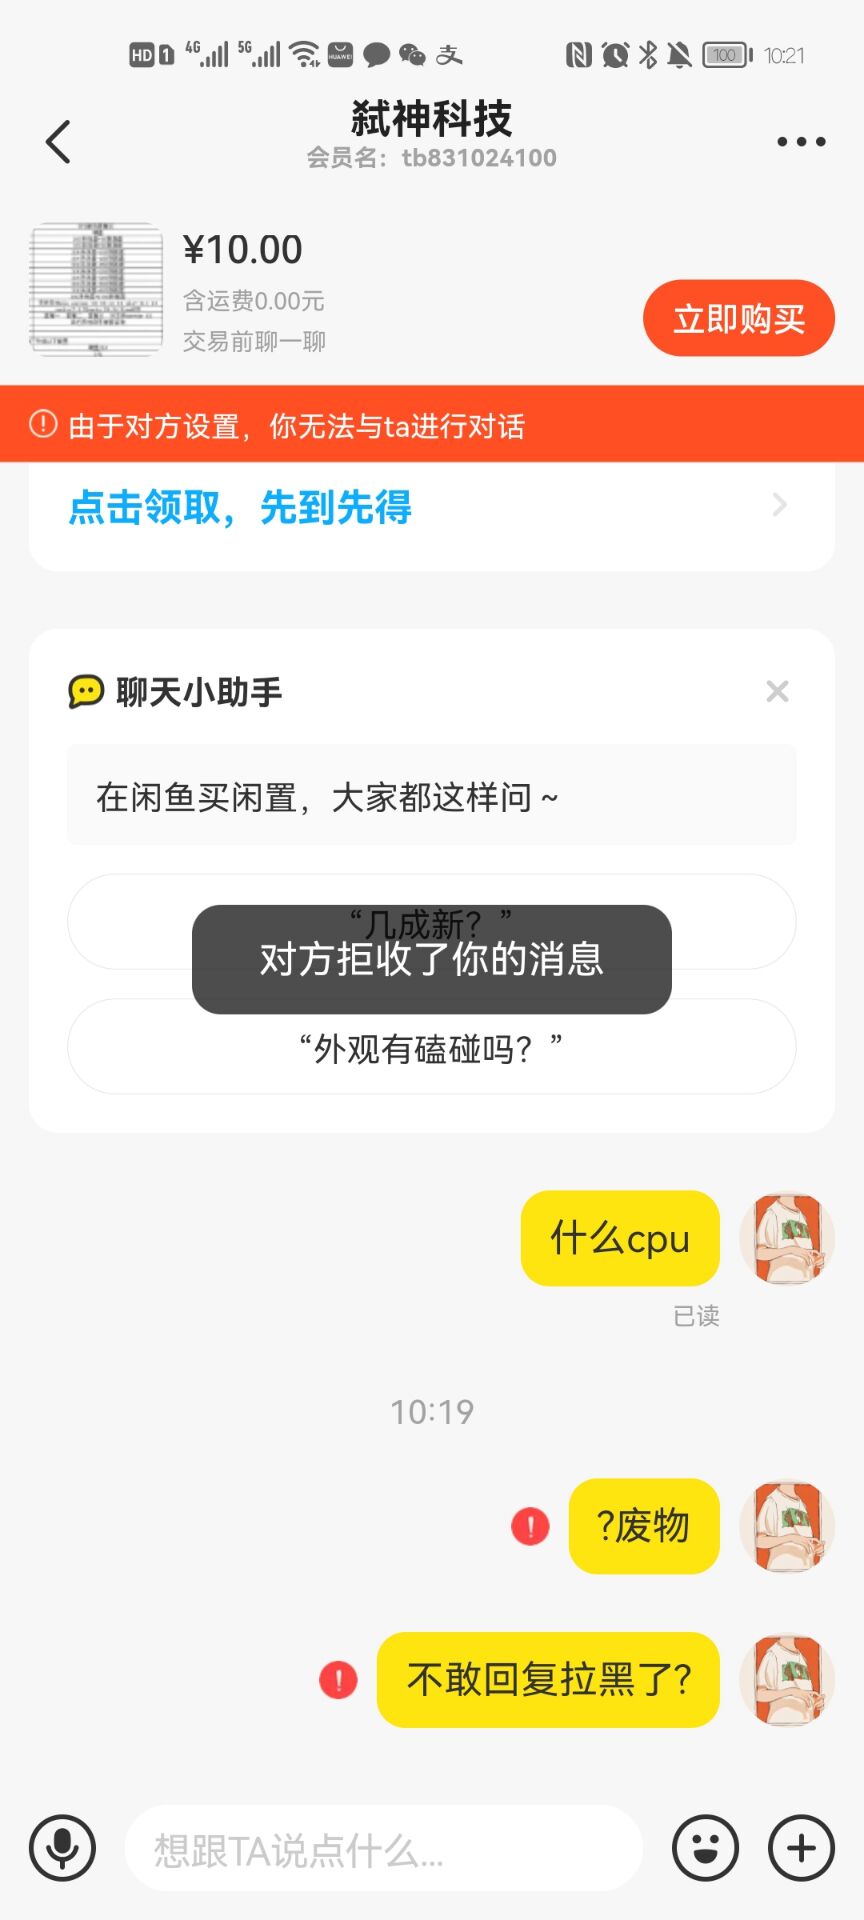 HD 1 4G 5G HUAWEI 支 100 10:21
弑神科技
会员名：tb831024100
¥10.00
含运费0.00元
交易前聊一聊
立即购买
由于对方设置，你无法与ta进行对话
点击领取，先到先得
聊天小助手
在闲鱼买闲置，大家都这样问～
“几成新？”
对方拒收了你的消息
“外观有磕碰吗？”
什么cpu
已读
10:19
?废物
不敢回复拉黑了?
想跟TA说点什么...